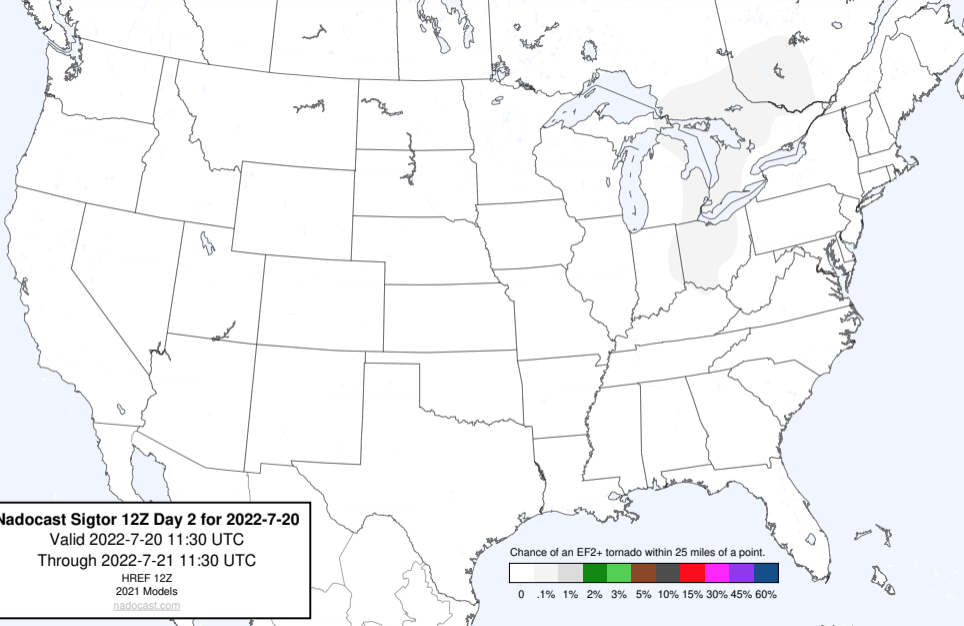 Nadocast Sigtor 12Z Day 2 for 2022-7-20
Valid 2022-7-20 11:30 UTC
Through 2022-7-21 11:30 UTC
HREF 12Z
2021 Models
nadocast.com
Chance of an EF2+ tornado within 25 miles of a point.
0 .1% 1% 2% 3% 5% 10% 15% 30% 45% 60%